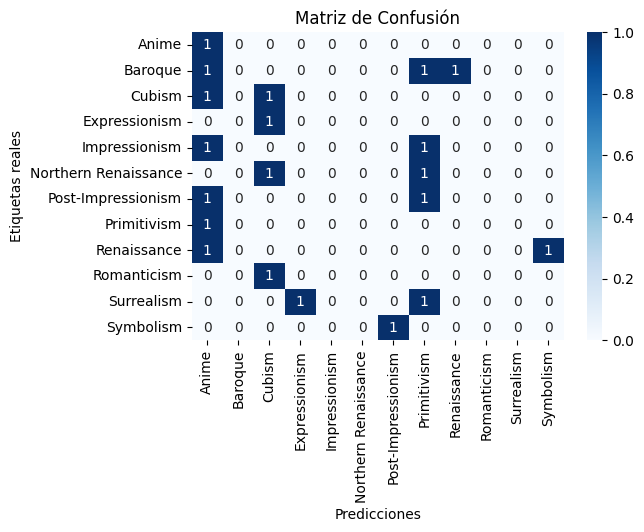 Matriz de Confusión
Etiquetas reales
Anime 1 0 0 0 0 0 0 0 0 0 0 0
Baroque 1 0 0 0 0 0 0 1 1 0 0 0
Cubism 1 0 1 0 0 0 0 0 0 0 0 0
Expressionism 0 0 1 0 0 0 0 0 0 0 0 0
Impressionism 1 0 0 0 0 0 0 1 0 0 0 0
Northern Renaissance 0 0 1 0 0 0 0 1 0 0 0 0
Post-Impressionism 1 0 0 0 0 0 0 1 0 0 0 0
Primitivism 1 0 0 0 0 0 0 0 0 0 0 0
Renaissance 1 0 0 0 0 0 0 0 0 0 0 1
Romanticism 0 0 1 0 0 0 0 0 0 0 0 0
Surrealism 0 0 0 1 0 0 0 1 0 0 0 0
Symbolism 0 0 0 0 0 0 1 0 0 0 0 0
Anime
Baroque
Cubism
Expressionism
Impressionism
Northern Renaissance
Post-Impressionism
Primitivism
Renaissance
Romanticism
Surrealism
Symbolism
Predicciones
1.0
0.8
0.6
0.4
0.2
0.0